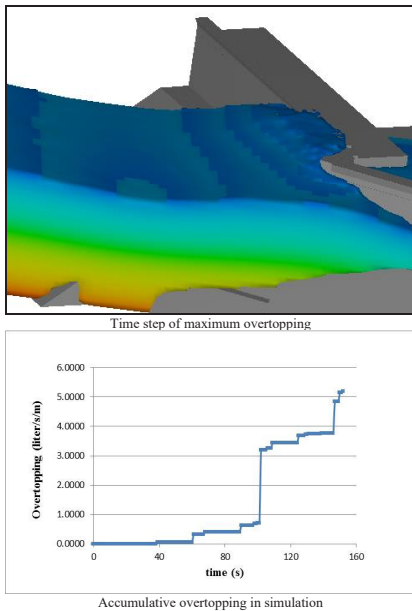 Time step of maximum overtopping
6.0000
5.0000
4.0000
3.0000
2.0000
1.0000
0.0000
Overtopping (liter/s/m)
0 40 80 120 160
time (s)
Accumulative overtopping in simulation